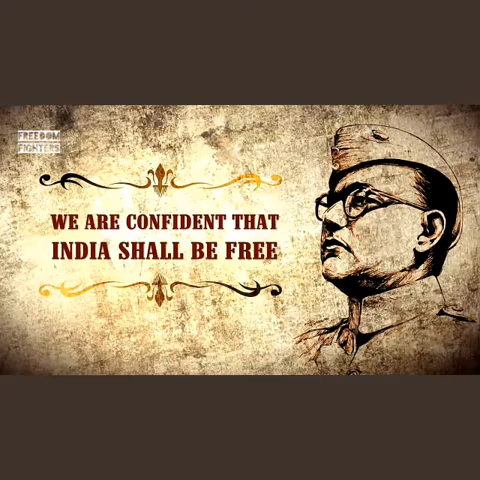 FREEDOM
FIGHTERS
WE ARE CONFIDENT THAT
INDIA SHALL BE FREE